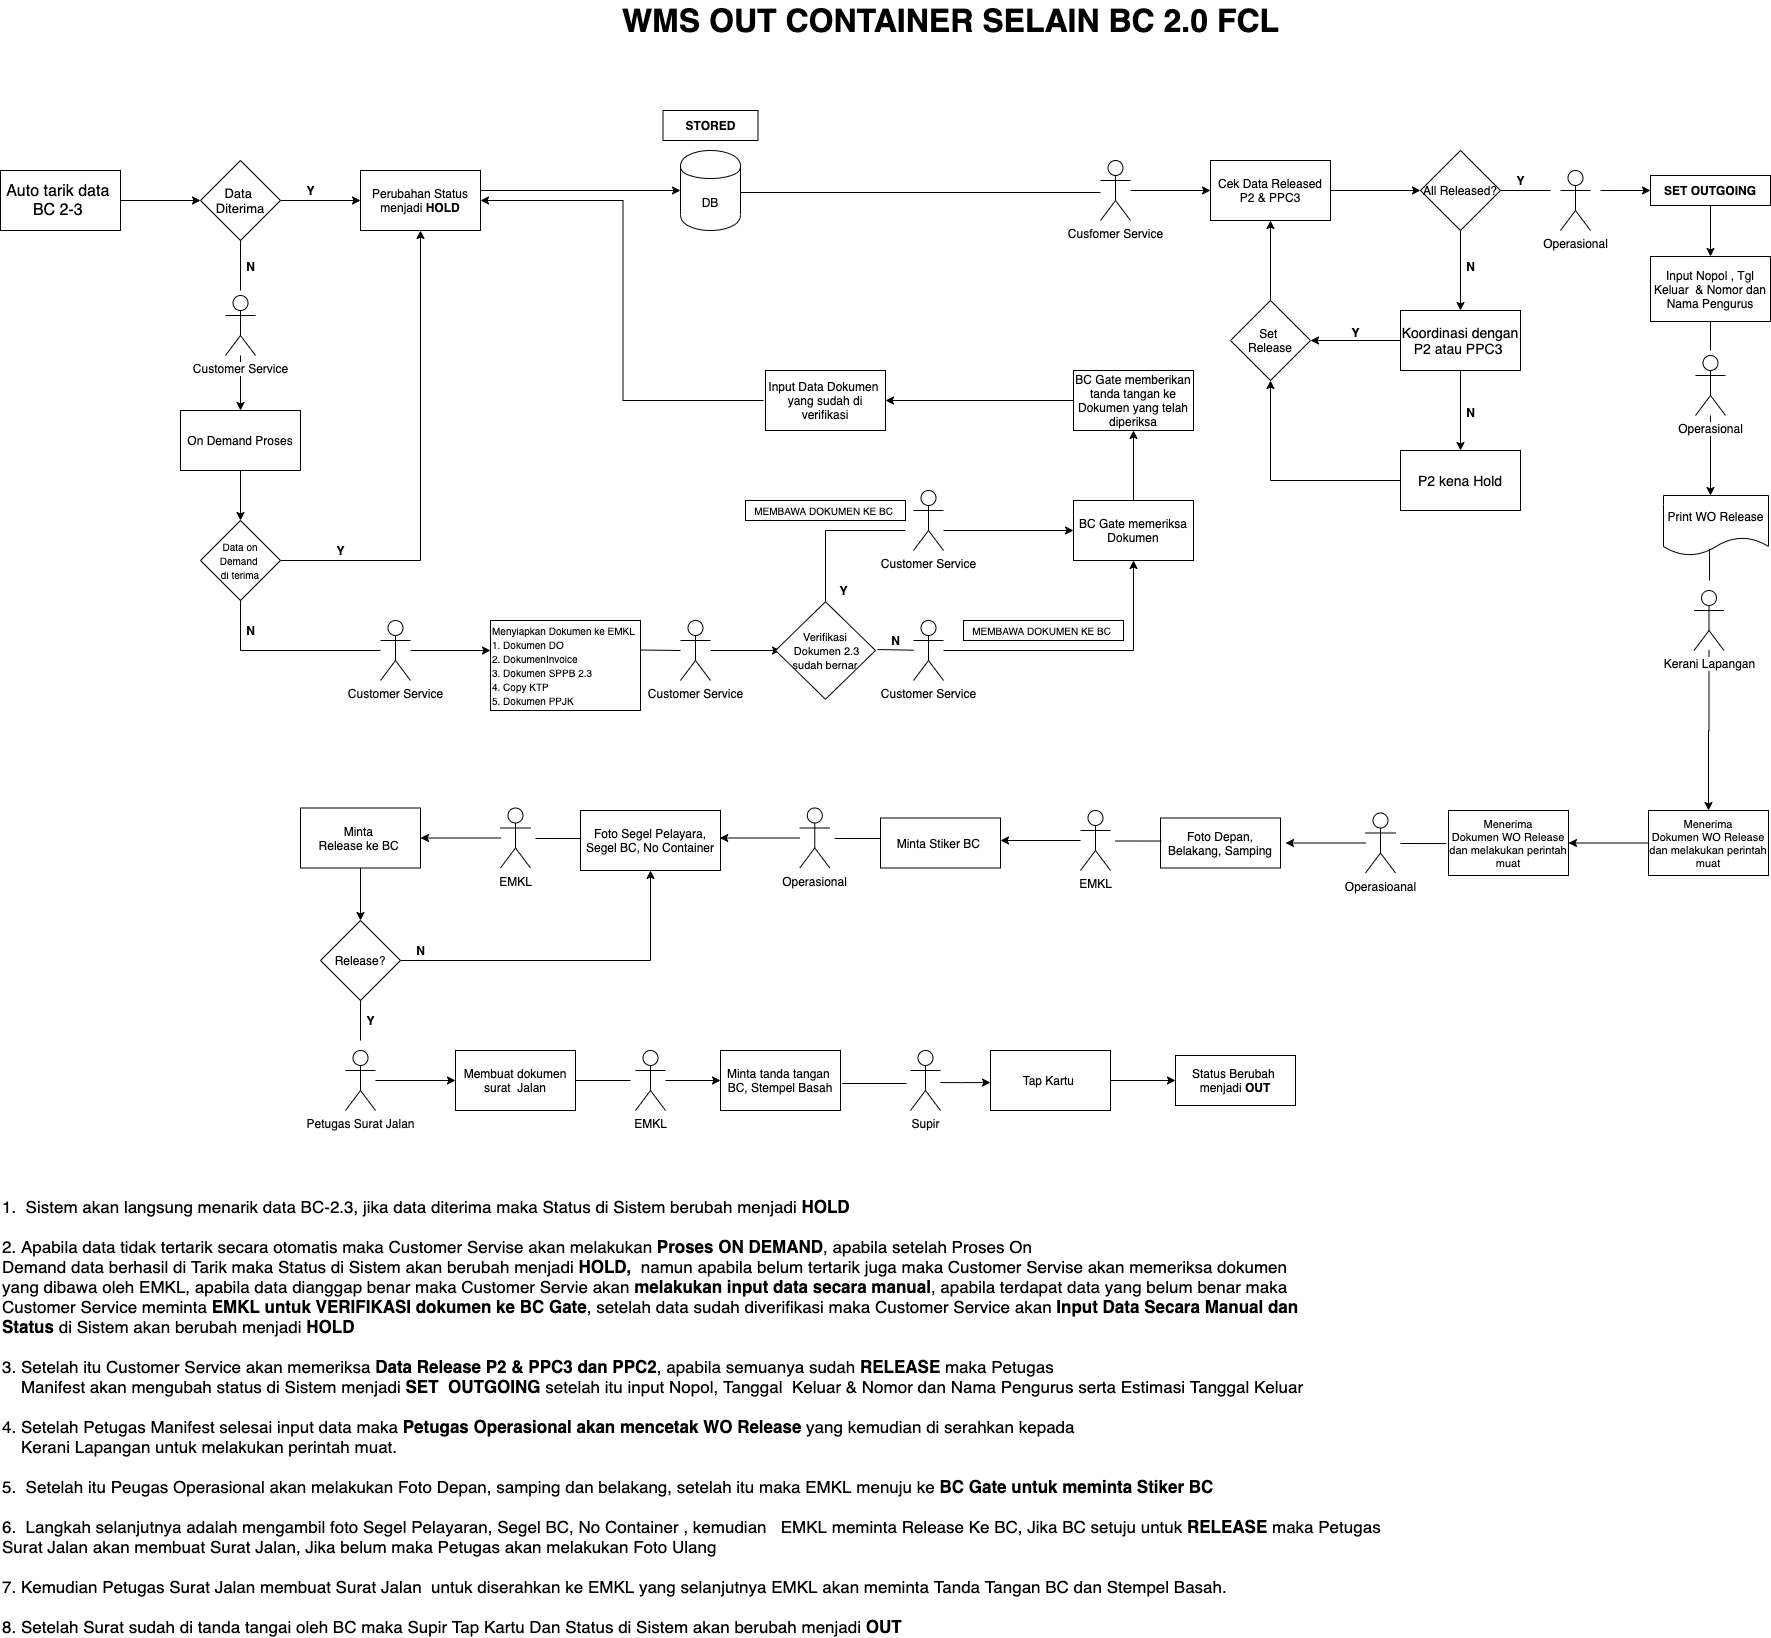 WMS OUT CONTAINER SELAIN BC 2.0 FCL
STORED
Auto tarik data
BC 2-3
Data
Diterima
Y
Perubahan Status
menjadi HOLD
DB
Cusfomer Service
Cek Data Released
P2 & PPC3
All Released?
Y
Operasional
SET OUTGOING
N
Customer Service
N
Input Nopol , Tgl
Keluar & Nomor dan
Nama Pengurus
Set
Release
Y
Koordinasi dengan
P2 atau PPC3
Operasional
On Demand Proses
Input Data Dokumen
yang sudah di
verifikasi
BC Gate memberikan
tanda tangan ke
Dokumen yang telah
diperiksa
N
P2 kena Hold
Print WO Release
Data on
Demand
di terima
Y
MEMBAWA DOKUMEN KE BC
Customer Service
BC Gate memeriksa
Dokumen
Y
N
Customer Service
Menyiapkan Dokumen ke EMKL
1. Dokumen DO
2. DokumenInvoice
3. Dokumen SPPB 2.3
4. Copy KTP
5. Dokumen PPJK
Customer Service
Verifikasi
Dokumen 2.3
sudah bernar
N
Customer Service
MEMBAWA DOKUMEN KE BC
Kerani Lapangan
Minta
Release ke BC
EMKL
Foto Segel Pelayara,
Segel BC, No Container
Operasional
Minta Stiker BC
EMKL
Foto Depan,
Belakang, Samping
Operasioanal
Menerima
Dokumen WO Release
dan melakukan perintah
muat
Menerima
Dokumen WO Release
dan melakukan perintah
muat
Release?
N
Y
Petugas Surat Jalan
Membuat dokumen
surat Jalan
EMKL
Minta tanda tangan
BC, Stempel Basah
Supir
Tap Kartu
Status Berubah
menjadi OUT
1. Sistem akan langsung menarik data BC-2.3, jika data diterima maka Status di Sistem berubah menjadi HOLD
2. Apabila data tidak tertarik secara otomatis maka Customer Servise akan melakukan Proses ON DEMAND, apabila setelah Proses On
Demand data berhasil di Tarik maka Status di Sistem akan berubah menjadi HOLD, namun apabila belum tertarik juga maka Customer Servise akan memeriksa dokumen
yang dibawa oleh EMKL, apabila data dianggap benar maka Customer Servie akan melakukan input data secara manual, apabila terdapat data yang belum benar maka
Customer Service meminta EMKL untuk VERIFIKASI dokumen ke BC Gate, setelah data sudah diverifikasi maka Customer Service akan Input Data Secara Manual dan
Status di Sistem akan berubah menjadi HOLD
3. Setelah itu Customer Service akan memeriksa Data Release P2 & PPC3 dan PPC2, apabila semuanya sudah RELEASE maka Petugas
Manifest akan mengubah status di Sistem menjadi SET OUTGOING setelah itu input Nopol, Tanggal Keluar & Nomor dan Nama Pengurus serta Estimasi Tanggal Keluar
4. Setelah Petugas Manifest selesai input data maka Petugas Operasional akan mencetak WO Release yang kemudian di serahkan kepada
Kerani Lapangan untuk melakukan perintah muat.
5. Setelah itu Peugas Operasional akan melakukan Foto Depan, samping dan belakang, setelah itu maka EMKL menuju ke BC Gate untuk meminta Stiker BC
6. Langkah selanjutnya adalah mengambil foto Segel Pelayaran, Segel BC, No Container , kemudian EMKL meminta Release Ke BC, Jika BC setuju untuk RELEASE maka Petugas
Surat Jalan akan membuat Surat Jalan, Jika belum maka Petugas akan melakukan Foto Ulang
7. Kemudian Petugas Surat Jalan membuat Surat Jalan untuk diserahkan ke EMKL yang selanjutnya EMKL akan meminta Tanda Tangan BC dan Stempel Basah.
8. Setelah Surat sudah di tanda tangai oleh BC maka Supir Tap Kartu Dan Status di Sistem akan berubah menjadi OUT